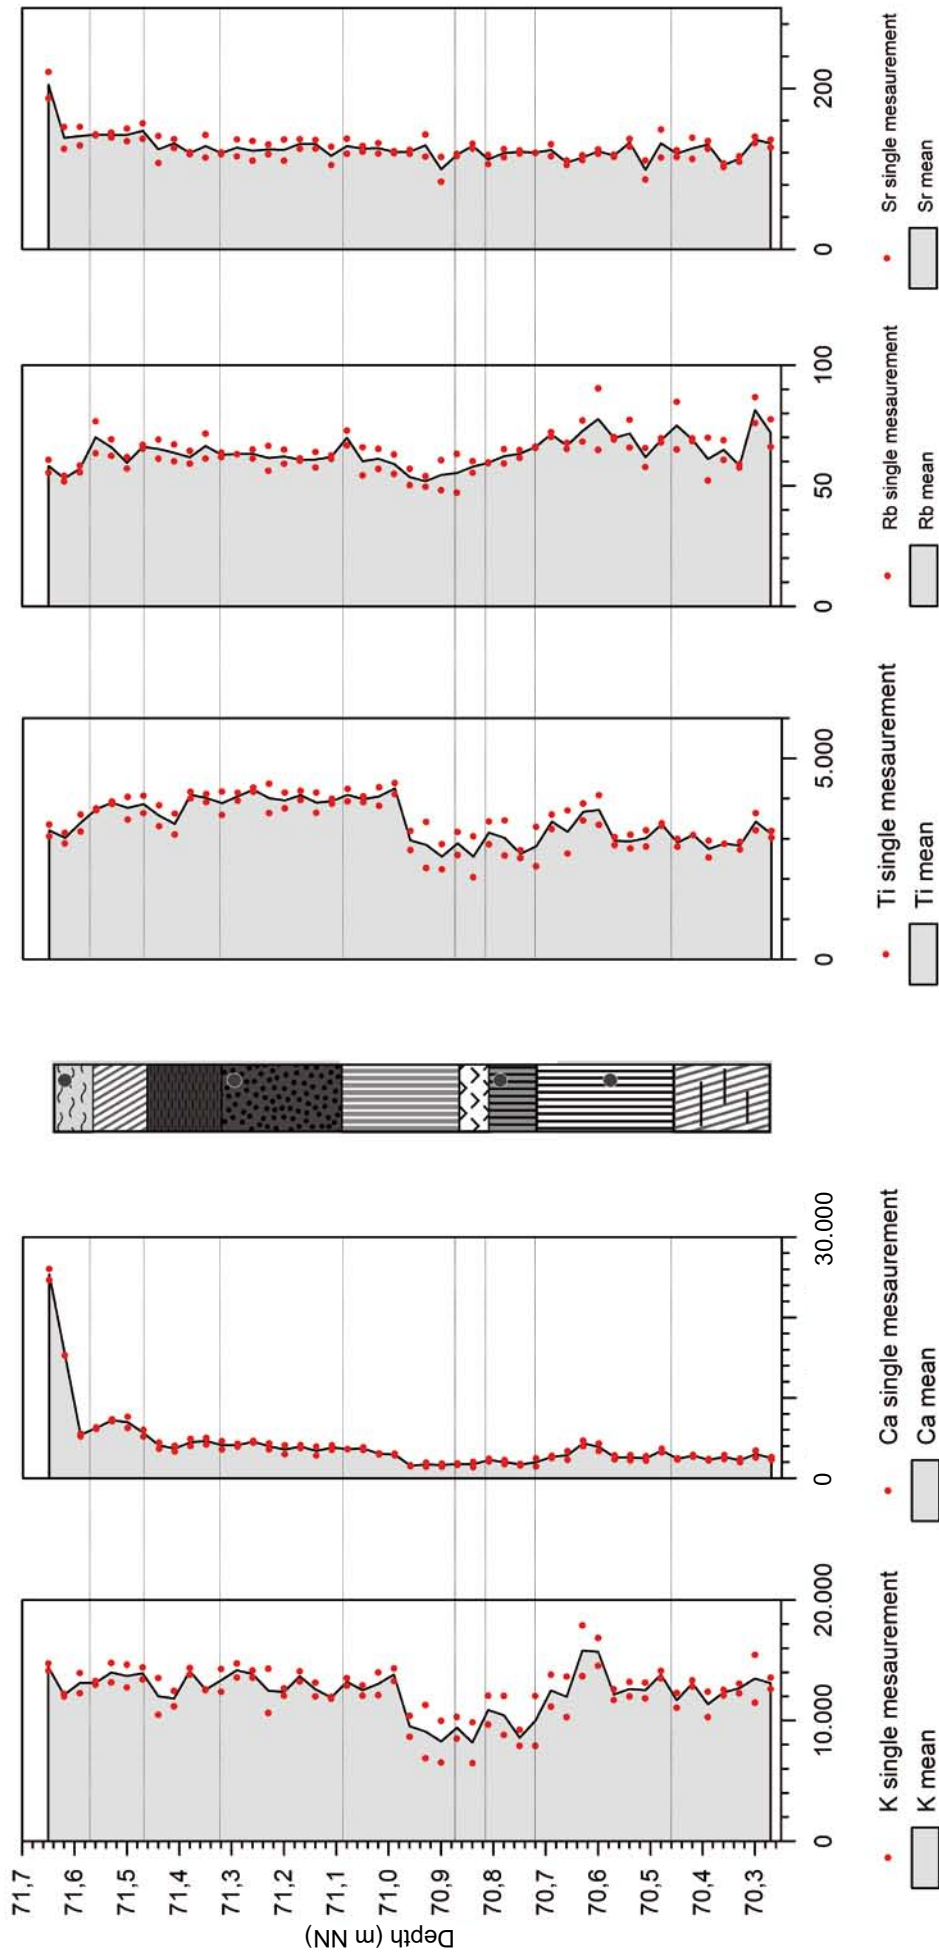 Depth (m NN)
71,7
71,6
71,5
71,4
71,3
71,2
71,1
71,0
70,9
70,8
70,7
70,6
70,5
70,4
70,3
0
10.000
20.000
K single mesaurement
K mean
0
30.000
Ca single mesaurement
Ca mean
0
5.000
Ti single mesaurement
Ti mean
0
50
100
Rb single mesaurement
Rb mean
0
200
Sr single mesaurement
Sr mean